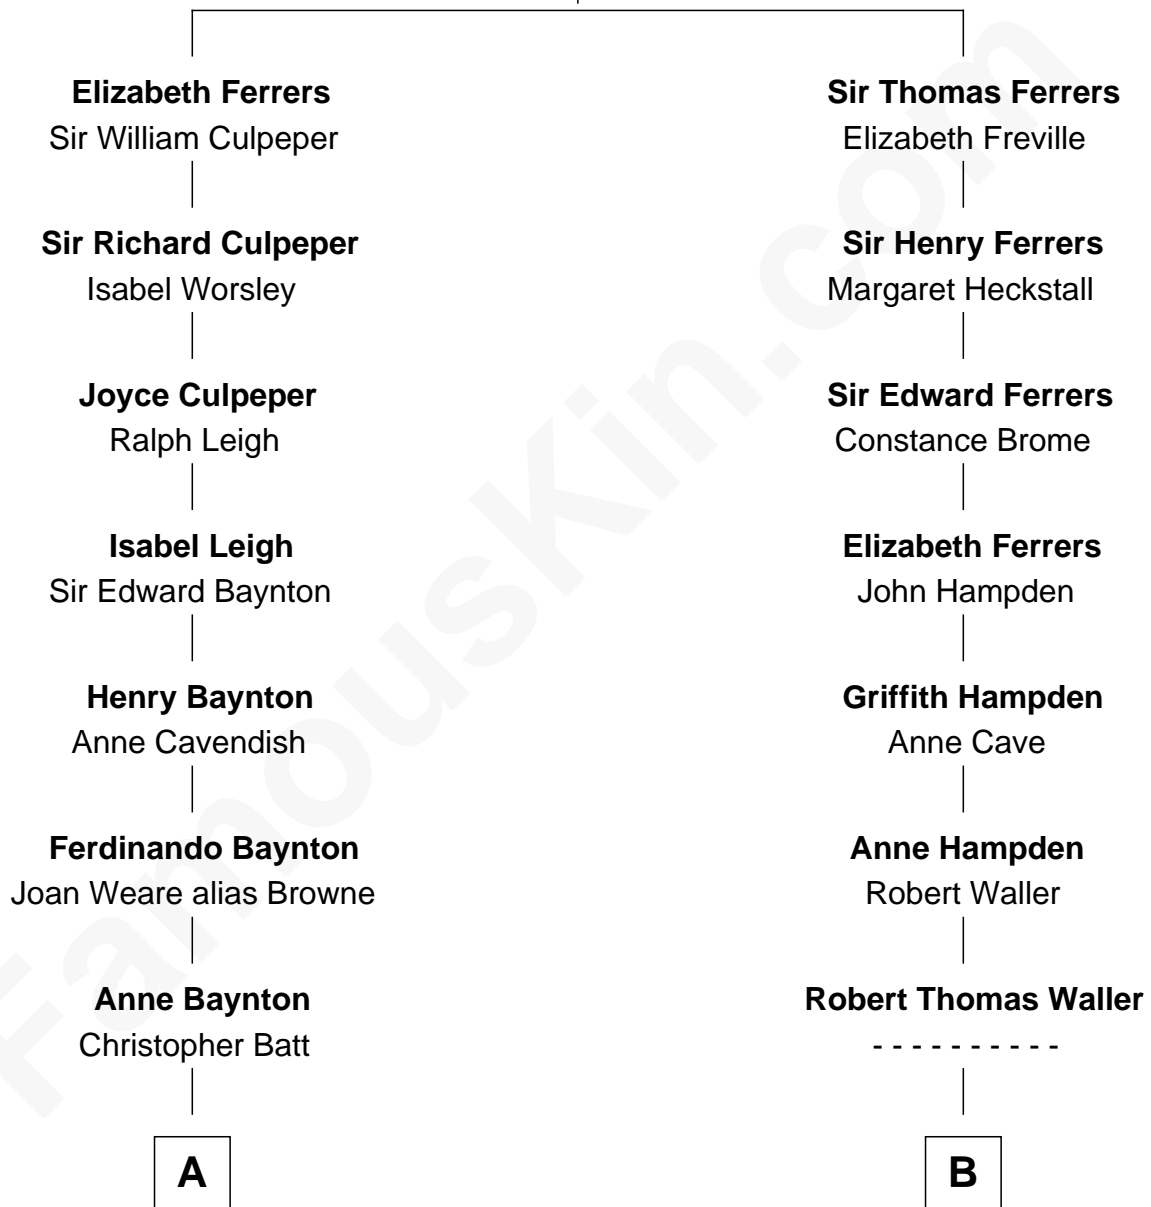 Elizabeth Ferrers
Sir William Culpeper
Sir Richard Culpeper
Isabel Worsley
Joyce Culpeper
Ralph Leigh
Isabel Leigh
Sir Edward Baynton
Henry Baynton
Anne Cavendish
Ferdinando Baynton
Joan Weare alias Browne
Anne Baynton
Christopher Batt
A
Sir Thomas Ferrers
Elizabeth Freville
Sir Henry Ferrers
Margaret Heckstall
Sir Edward Ferrers
Constance Brome
Elizabeth Ferrers
John Hampden
Griffith Hampden
Anne Cave
Anne Hampden
Robert Waller
Robert Thomas Waller
- - - - - - - - - -
B
FamousKin.com